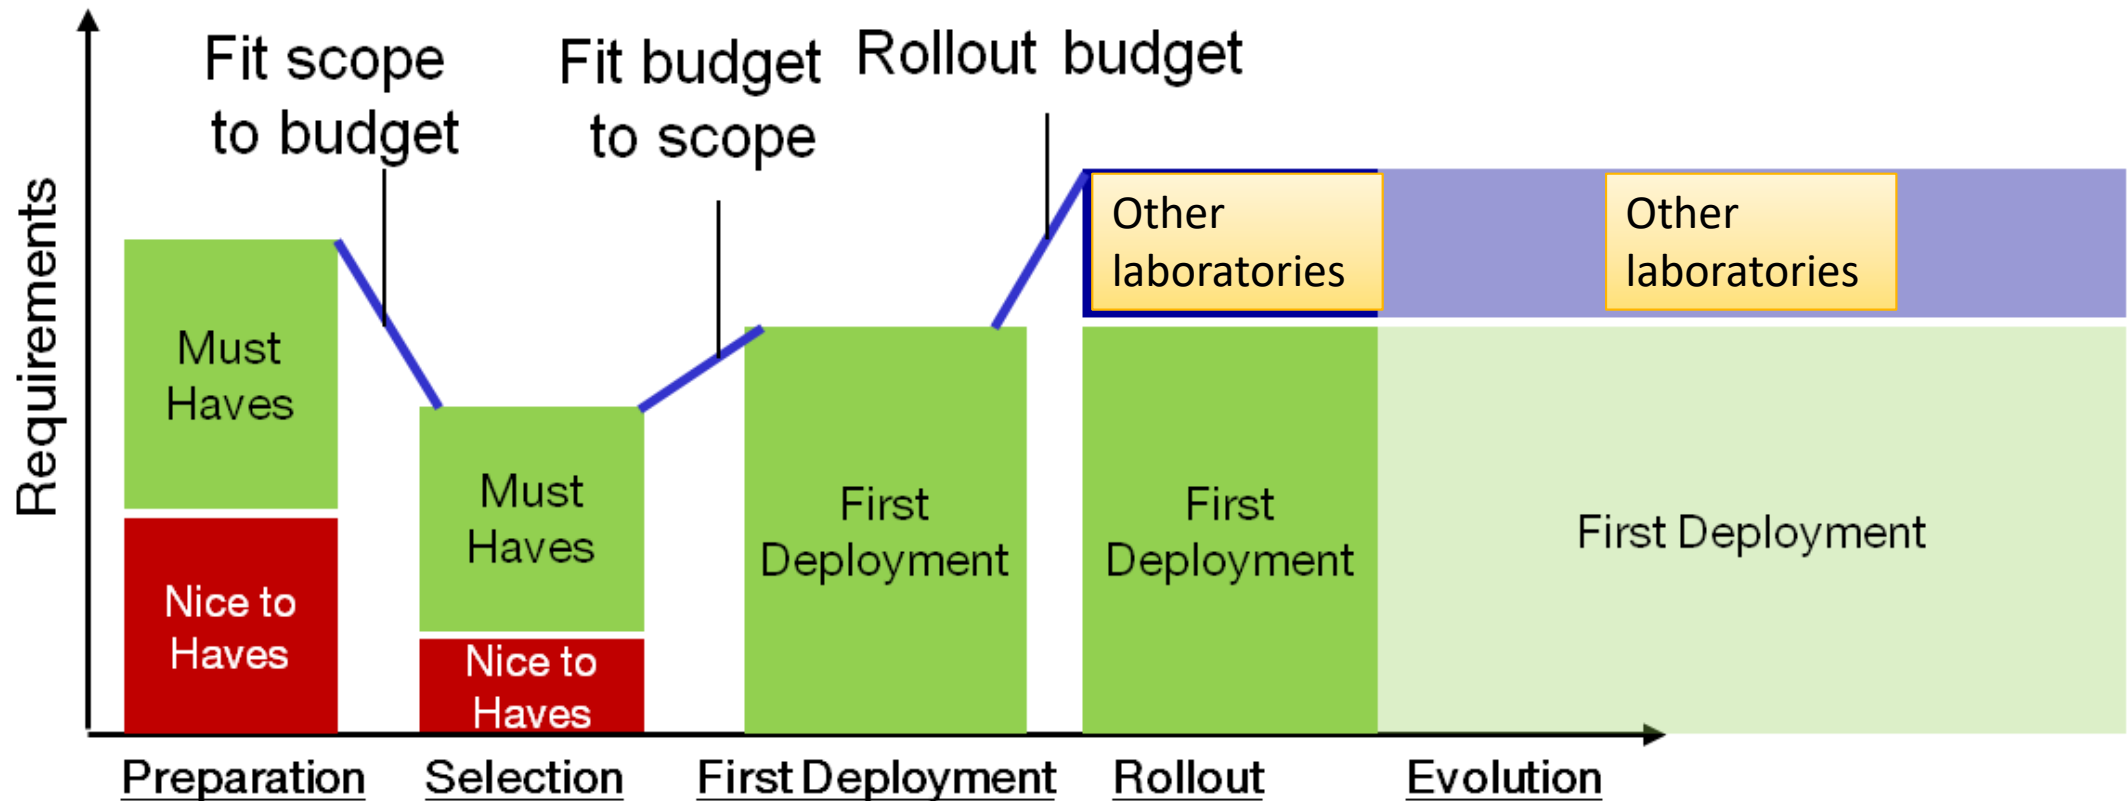 Fit scope
to budget
Fit budget
to scope
Rollout budget
Requirements
Must
Haves
Nice to
Haves
Must
Haves
Nice to
Haves
First
Deployment
Other
laboratories
First
Deployment
Other
laboratories
First Deployment
Preparation
Selection
First Deployment
Rollout
Evolution